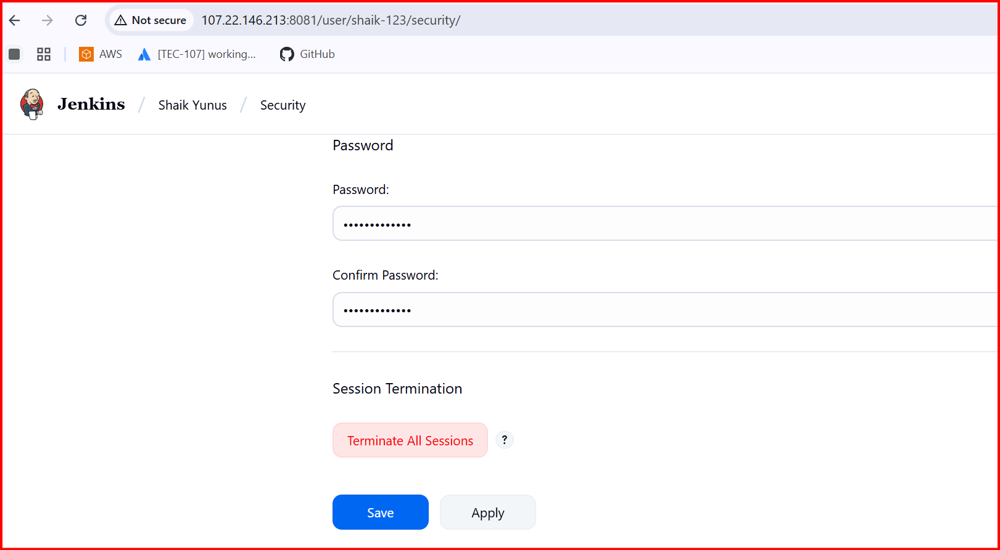 Not secure 107.22.146.213:8081/user/shaik-123/security/
AWS [TEC-107] working... GitHub
Jenkins / Shaik Yunus / Security
Password
Password:
•••••••••••••
Confirm Password:
•••••••••••••
Session Termination
Terminate All Sessions ?
Save Apply